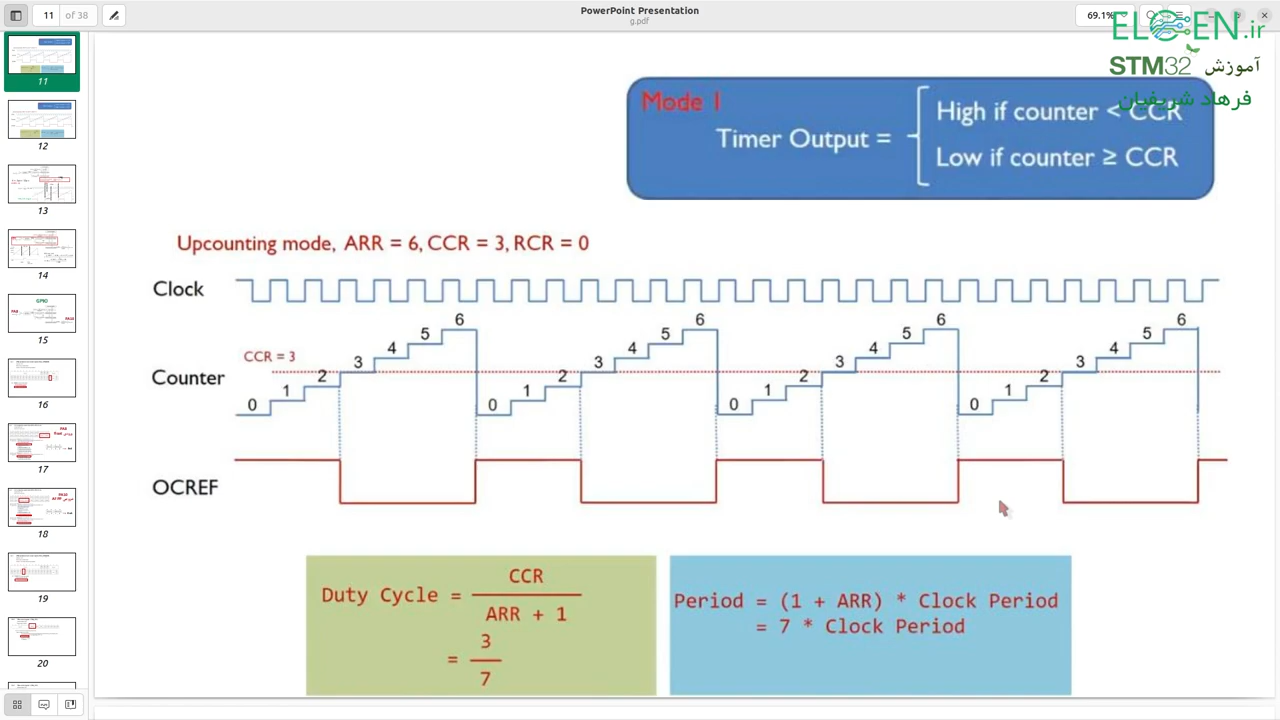 PowerPoint Presentation
g.pdf
11 of 38
69.1%
ELGEN.ir
آموزش STM32
فرهاد شریفیان
Mode 1
Timer Output =
High if counter < CCR
Low if counter ≥ CCR
Upcounting mode, ARR = 6, CCR = 3, RCR = 0
Clock
CCR = 3
Counter
0 1 2 3 4 5 6 0 1 2 3 4 5 6 0 1 2 3 4 5 6 0 1 2 3 4 5 6
OCREF
Duty Cycle = CCR
ARR + 1
= 3
7
Period = (1 + ARR) * Clock Period
= 7 * Clock Period
11
12
13
14
15
16
17
18
19
20